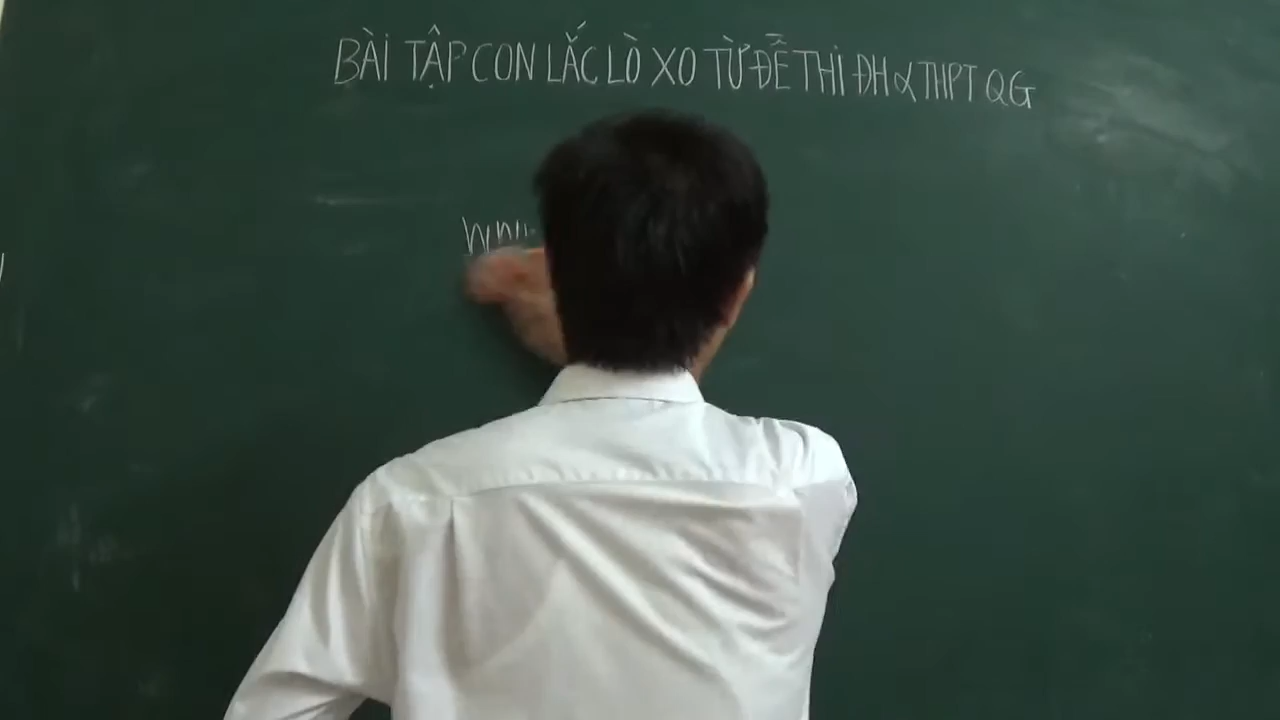 BÀI TẬP CON LẮC LÒ XO TỪ ĐỀ THI ĐH & THPT QG